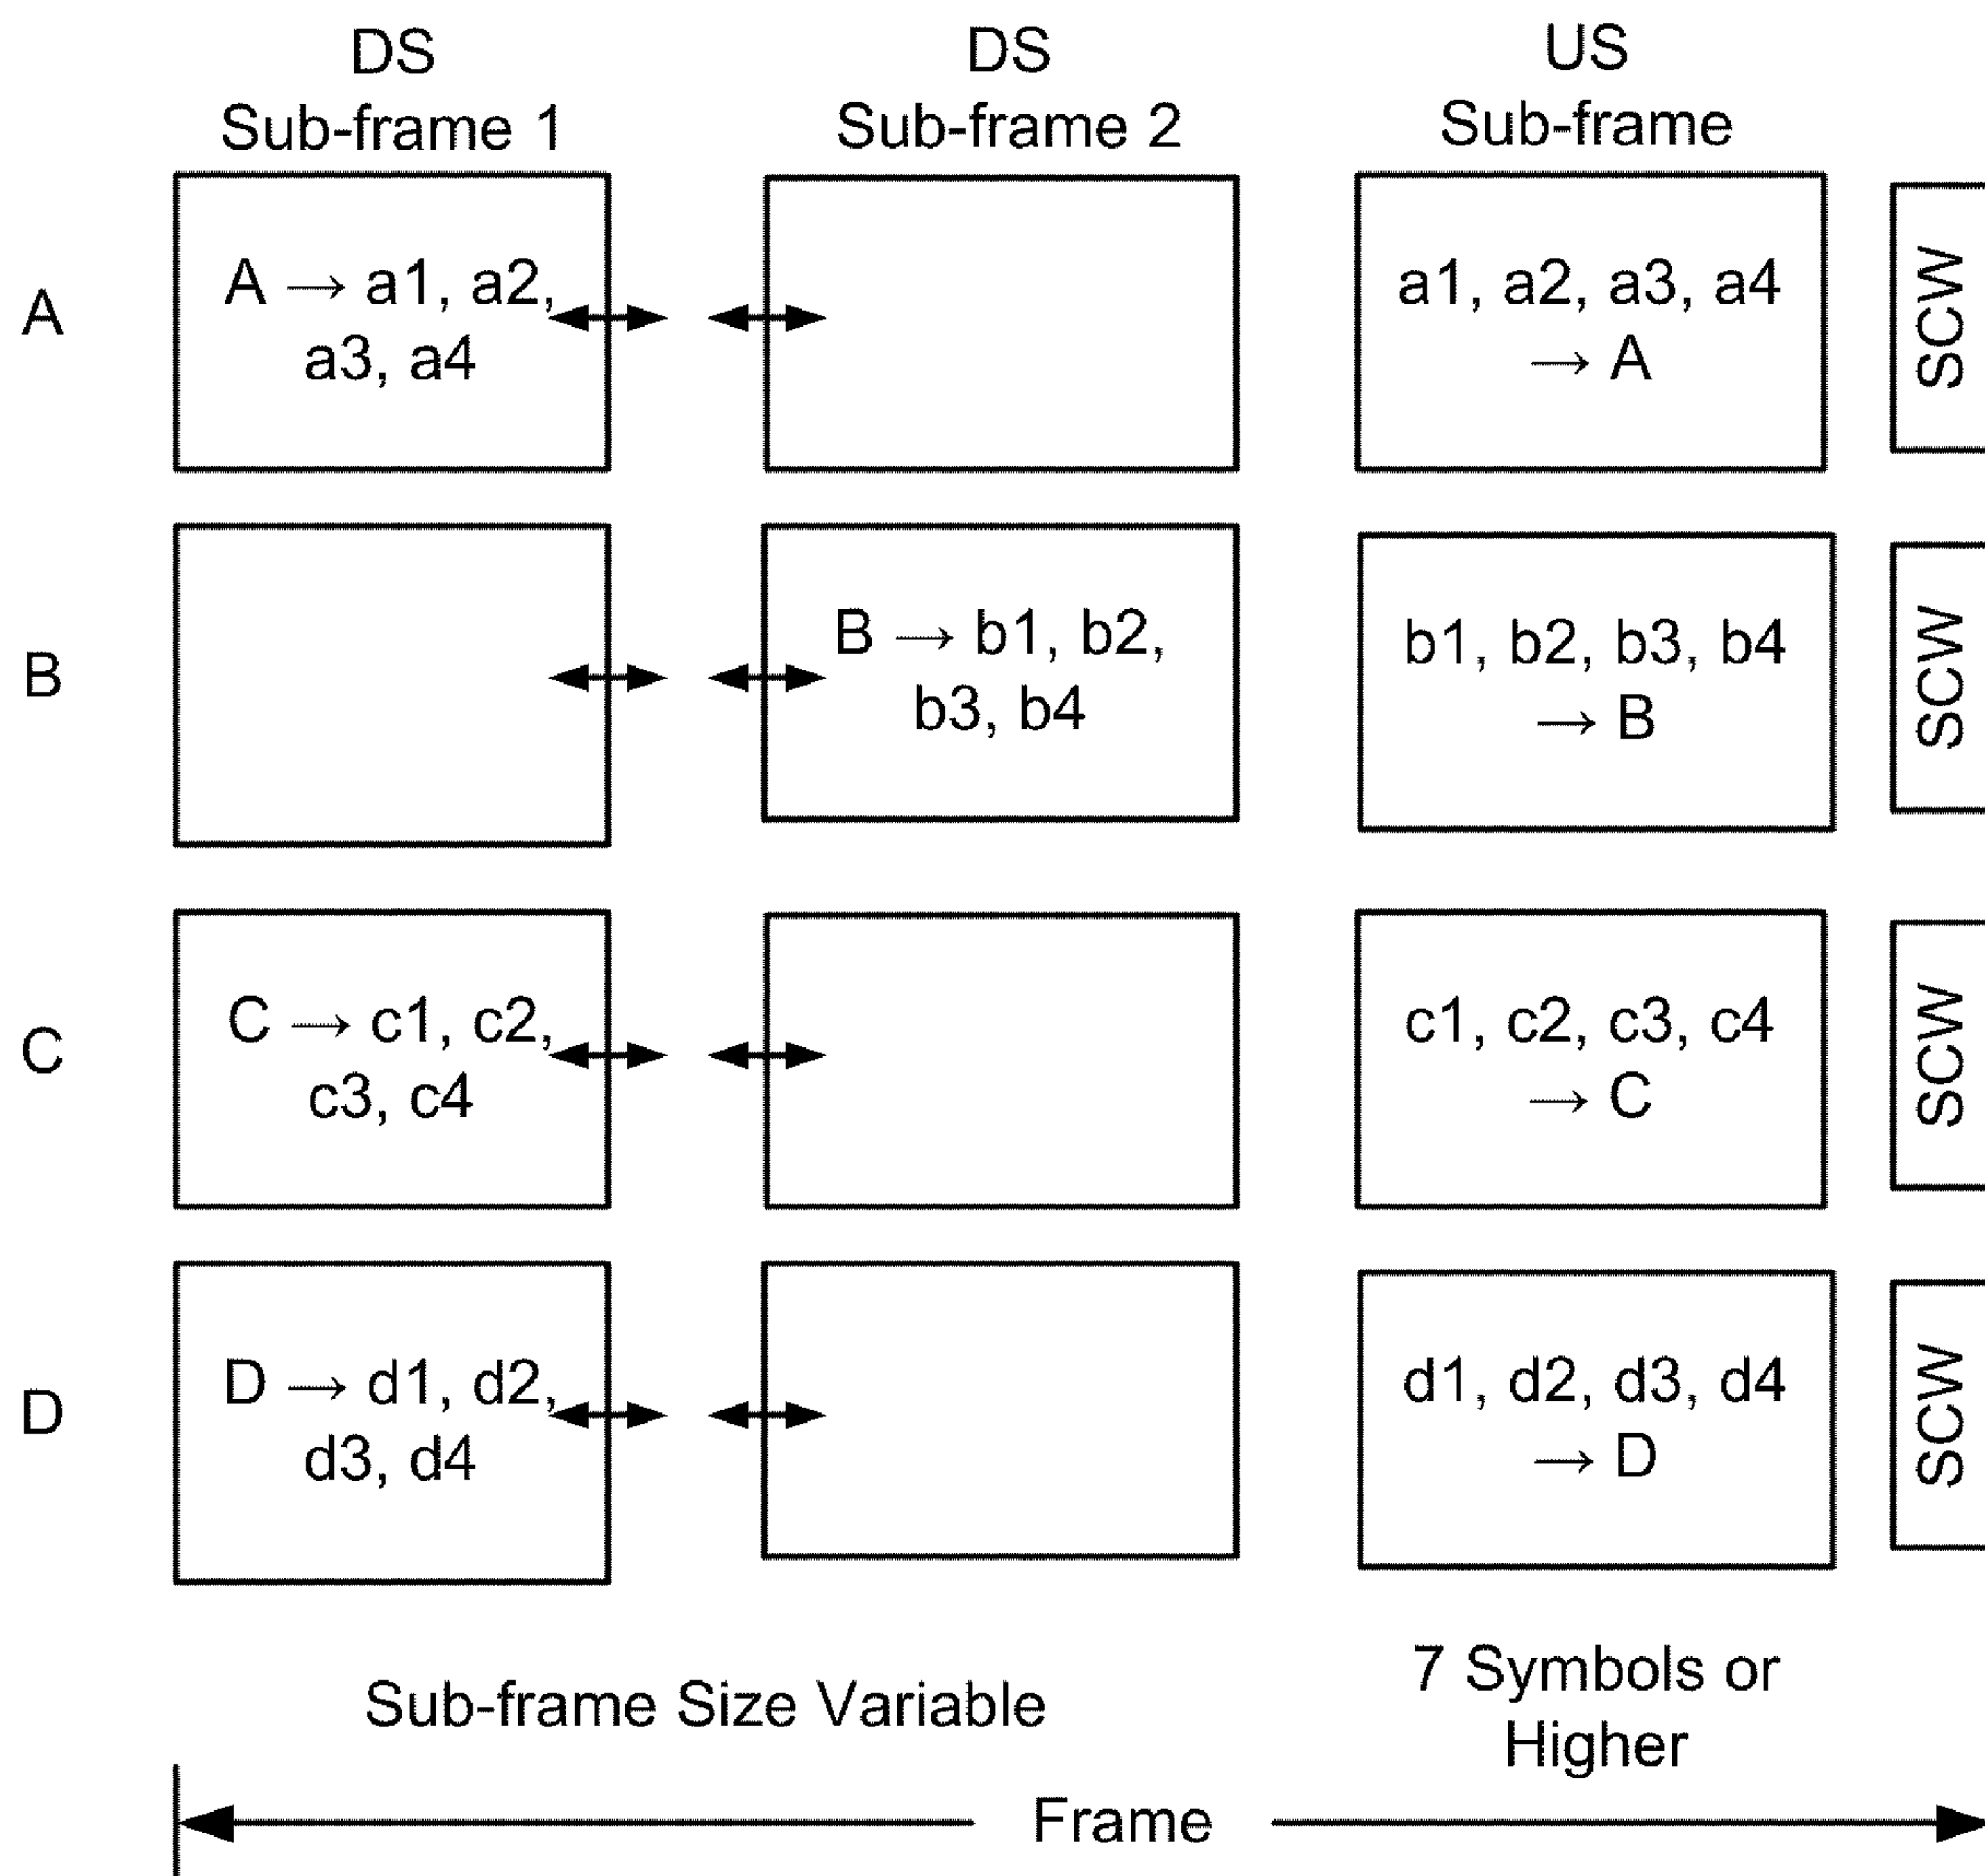 DS
Sub-frame 1
DS
Sub-frame 2
US
Sub-frame
A
A → a1, a2,
a3, a4
a1, a2, a3, a4
→ A
SCW
B
B → b1, b2,
b3, b4
b1, b2, b3, b4
→ B
SCW
C
C → c1, c2,
c3, c4
c1, c2, c3, c4
→ C
SCW
D
D → d1, d2,
d3, d4
d1, d2, d3, d4
→ D
SCW
Sub-frame Size Variable
7 Symbols or
Higher
Frame